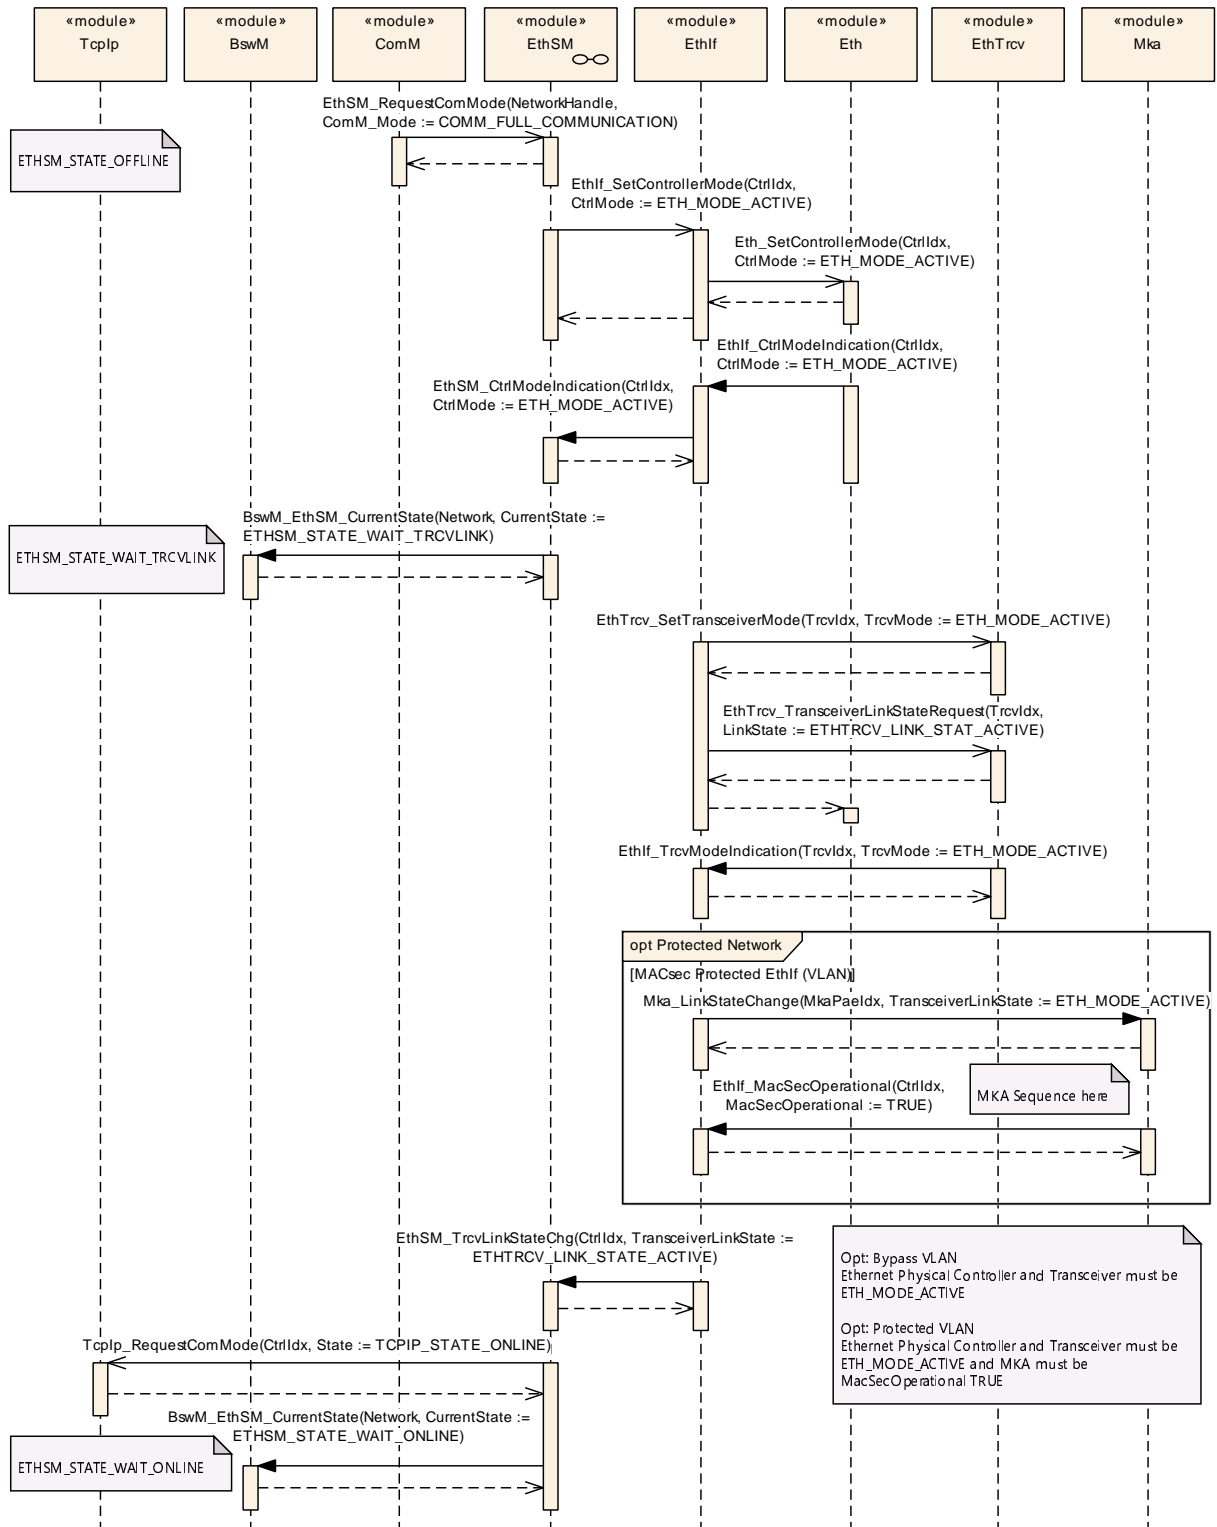 «module»
TcpIp
«module»
BswM
«module»
ComM
«module»
EthSM
«module»
EthIf
«module»
Eth
«module»
EthTrcv
«module»
Mka
EthSM_RequestComMode(NetworkHandle,
ComM_Mode := COMM_FULL_COMMUNICATION)
ETHSM_STATE_OFFLINE
EthIf_SetControllerMode(CtrlIdx,
CtrlMode := ETH_MODE_ACTIVE)
Eth_SetControllerMode(CtrlIdx,
CtrlMode := ETH_MODE_ACTIVE)
EthIf_CtrlModeIndication(CtrlIdx,
CtrlMode := ETH_MODE_ACTIVE)
EthSM_CtrlModeIndication(CtrlIdx,
CtrlMode := ETH_MODE_ACTIVE)
BswM_EthSM_CurrentState(Network, CurrentState :=
ETHSM_STATE_WAIT_TRCVLINK)
ETHSM_STATE_WAIT_TRCVLINK
EthTrcv_SetTransceiverMode(TrcvIdx, TrcvMode := ETH_MODE_ACTIVE)
EthTrcv_TransceiverLinkStateRequest(TrcvIdx,
LinkState := ETHTRCV_LINK_STAT_ACTIVE)
EthIf_TrcvModeIndication(TrcvIdx, TrcvMode := ETH_MODE_ACTIVE)
opt Protected Network
[MACsec Protected EthIf (VLAN)]
Mka_LinkStateChange(MkaPaeIdx, TransceiverLinkState := ETH_MODE_ACTIVE)
EthIf_MacSecOperational(CtrlIdx,
MacSecOperational := TRUE)
MKA Sequence here
EthSM_TrcvLinkStateChg(CtrlIdx, TransceiverLinkState :=
ETHTRCV_LINK_STATE_ACTIVE)
Opt: Bypass VLAN
Ethernet Physical Controller and Transceiver must be
ETH_MODE_ACTIVE
Opt: Protected VLAN
Ethernet Physical Controller and Transceiver must be
ETH_MODE_ACTIVE and MKA must be
MacSecOperational TRUE
TcpIp_RequestComMode(CtrlIdx, State := TCPIP_STATE_ONLINE)
BswM_EthSM_CurrentState(Network, CurrentState :=
ETHSM_STATE_WAIT_ONLINE)
ETHSM_STATE_WAIT_ONLINE